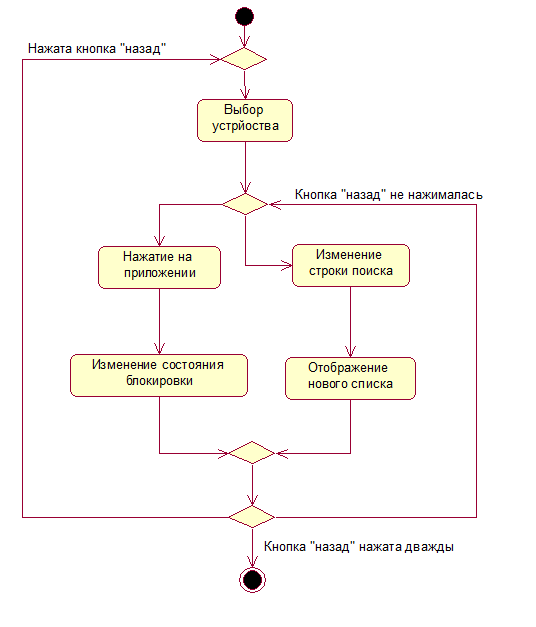 Нажата кнопка "назад"
Выбор
устрйоства
Кнопка "назад" не нажималась
Нажатие на
приложении
Изменение
строки поиска
Изменение состояния
блокировки
Отображение
нового списка
Кнопка "назад" нажата дважды